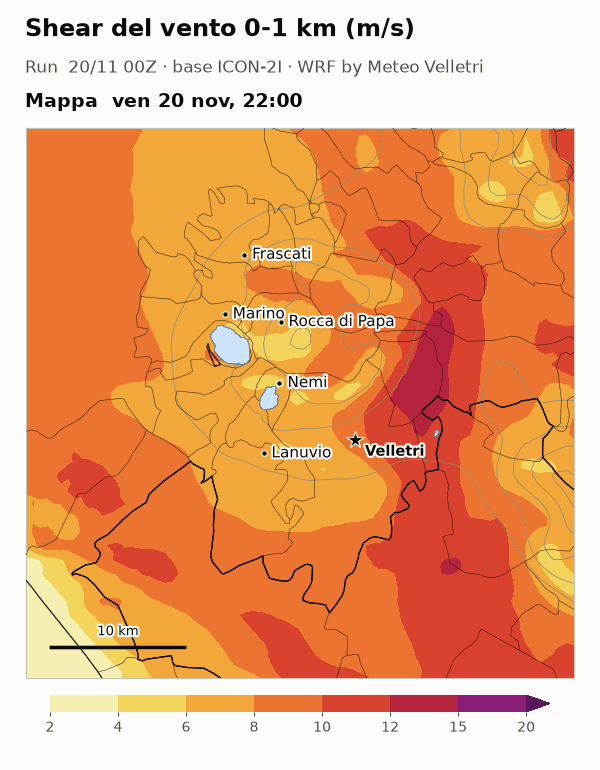 Shear del vento 0-1 km (m/s)
Run  20/11 00Z · base ICON-2I · WRF by Meteo Velletri
Mappa  ven 20 nov, 22:00
Frascati
Marino
Rocca di Papa
Nemi
Velletri
Lanuvio
10 km
2 4 6 8 10 12 15 20